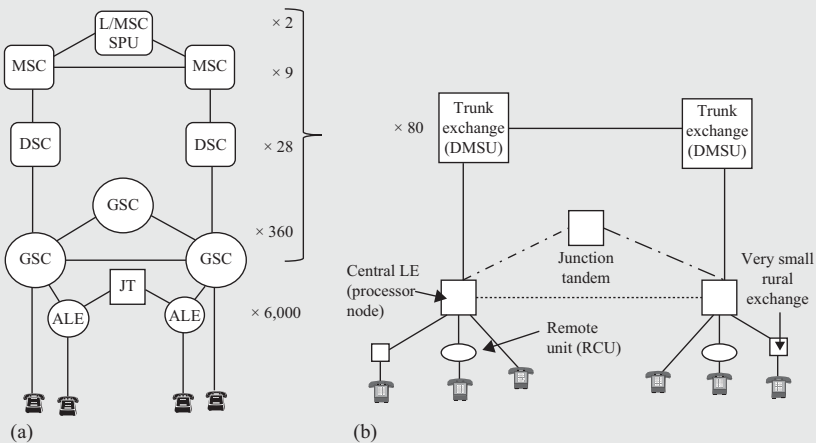 L/MSC
SPU
× 2
MSC
MSC
× 9
DSC
DSC
× 28
GSC
× 360
GSC
GSC
JT
ALE
ALE
× 6,000
(a)
× 80
Trunk
exchange
(DMSU)
Trunk
exchange
(DMSU)
Junction
tandem
Central LE
(processor
node)
Very small
rural
exchange
Remote
unit (RCU)
(b)